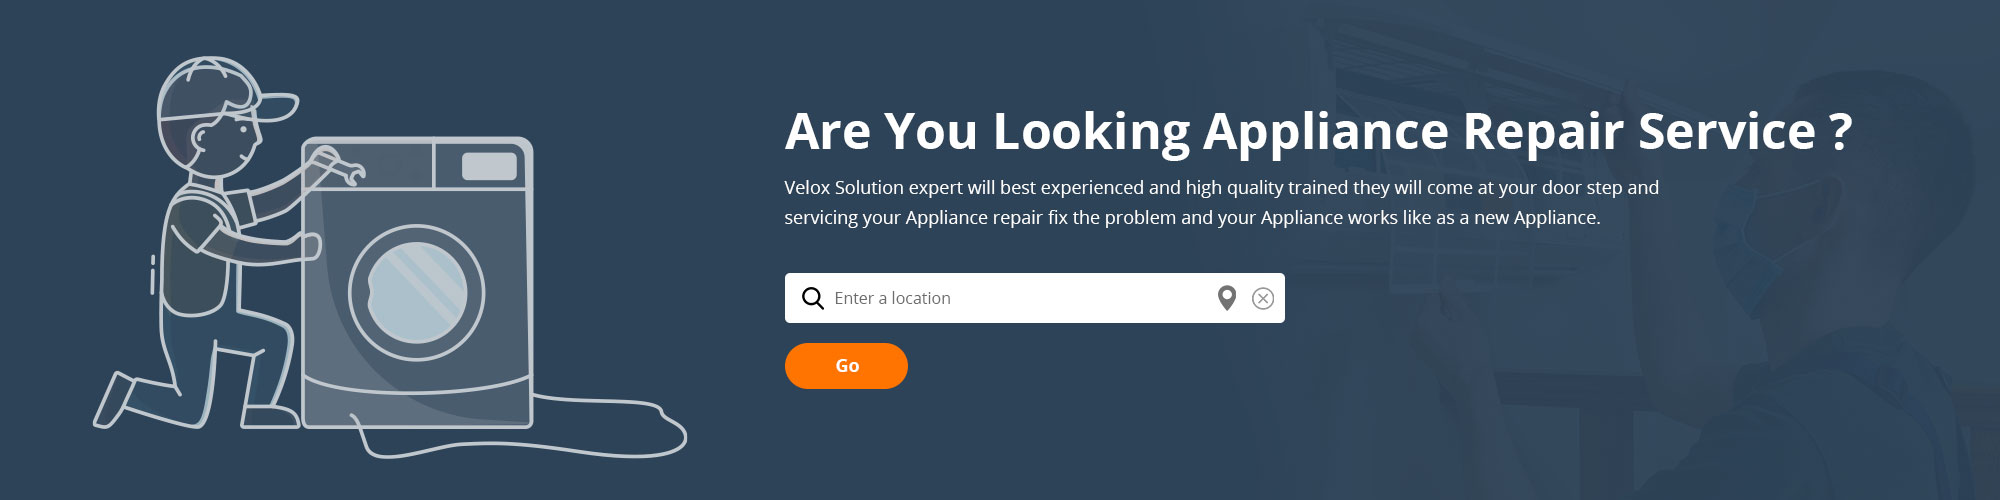 Are You Looking Appliance Repair Service ?
Velox Solution expert will best experienced and high quality trained they will come at your door step and
servicing your Appliance repair fix the problem and your Appliance works like as a new Appliance.
Enter a location
Go